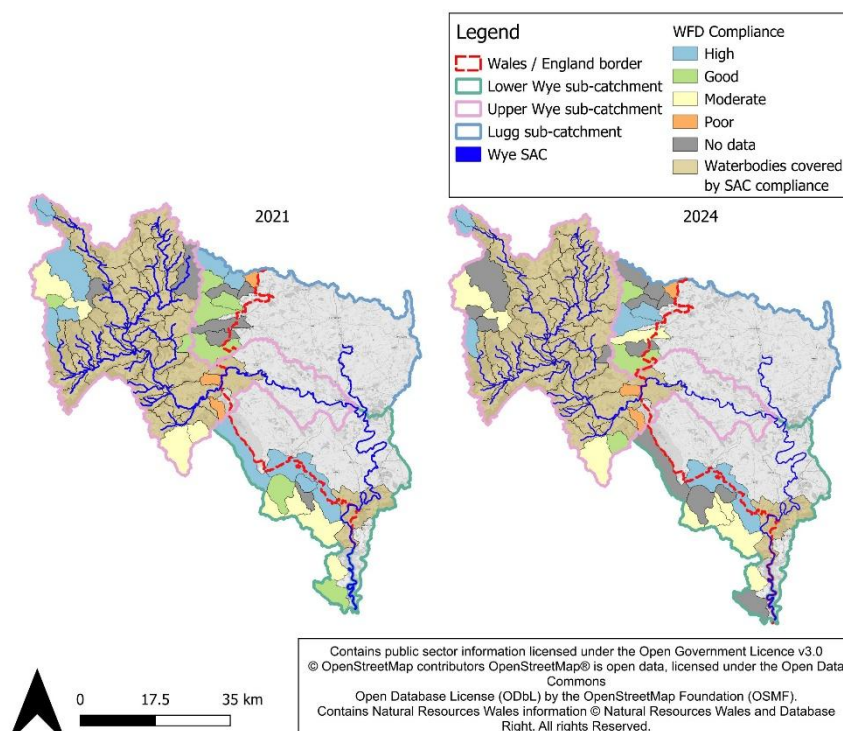 Legend
Wales / England border
Lower Wye sub-catchment
Upper Wye sub-catchment
Lugg sub-catchment
Wye SAC
WFD Compliance
High
Good
Moderate
Poor
No data
Waterbodies covered
by SAC compliance
2021
2024
0 17.5 35 km
Contains public sector information licensed under the Open Government Licence v3.0
© OpenStreetMap contributors OpenStreetMap® is open data, licensed under the Open Data
Commons
Open Database License (ODbL) by the OpenStreetMap Foundation (OSMF).
Contains Natural Resources Wales information © Natural Resources Wales and Database
Right. All rights Reserved.